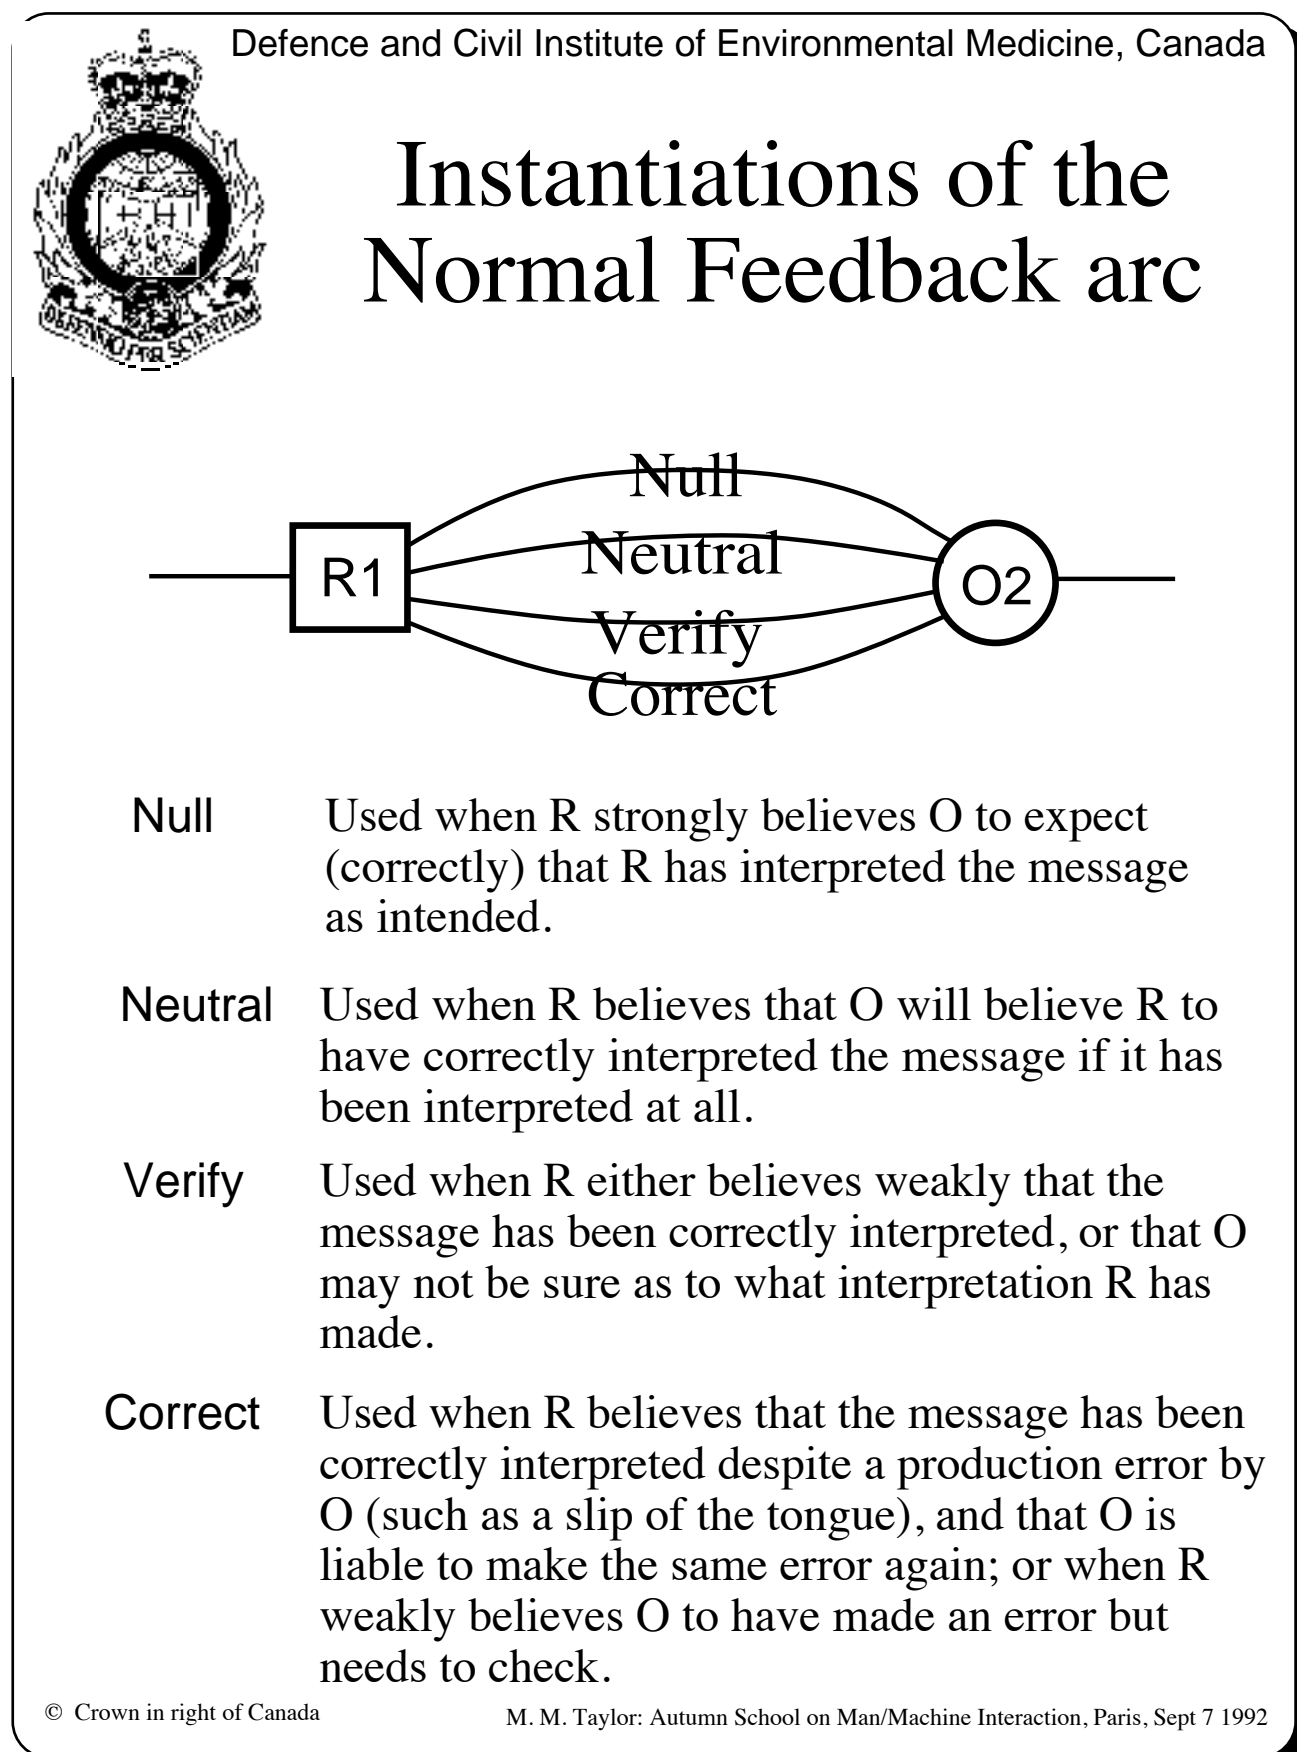 Defence and Civil Institute of Environmental Medicine, Canada
Instantiations of the
Normal Feedback arc
DEFENDO PER SCIENTIAM
Null
Neutral
R1
O2
Verify
Correct
Null
Used when R strongly believes O to expect
(correctly) that R has interpreted the message
as intended.
Neutral
Used when R believes that O will believe R to
have correctly interpreted the message if it has
been interpreted at all.
Verify
Used when R either believes weakly that the
message has been correctly interpreted, or that O
may not be sure as to what interpretation R has
made.
Correct
Used when R believes that the message has been
correctly interpreted despite a production error by
O (such as a slip of the tongue), and that O is
liable to make the same error again; or when R
weakly believes O to have made an error but
needs to check.
© Crown in right of Canada
M. M. Taylor: Autumn School on Man/Machine Interaction, Paris, Sept 7 1992